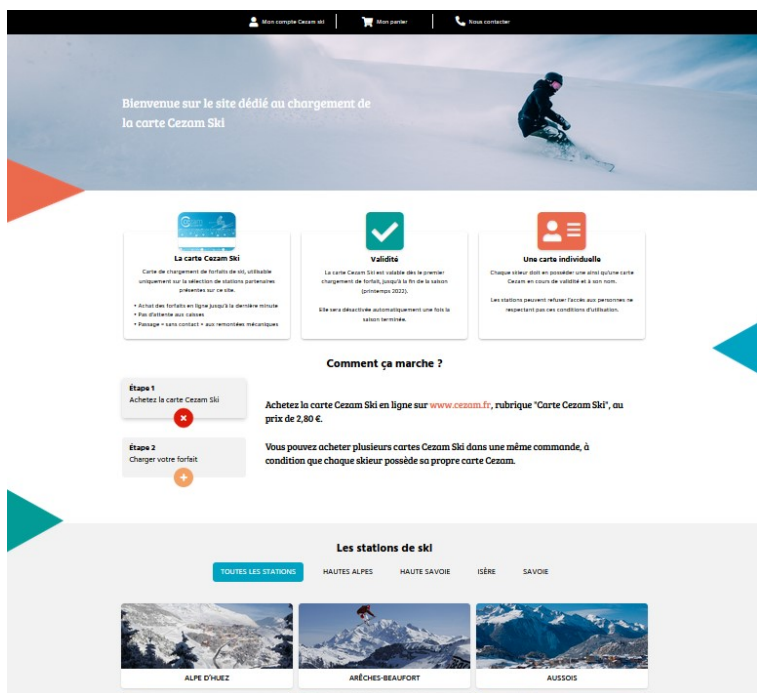 Mon compte Cezam ski
Mon panier
Nous contacter
Bienvenue sur le site dédié au chargement de
la carte Cezam Ski
La carte Cezam Ski
Carte de chargement de forfaits de ski, utilisable
uniquement sur la sélection de stations partenaires
présentes sur ce site.
• Achat des forfaits en ligne jusqu'à la dernière minute
• Pas d'attente aux caisses
• Passage « sans contact » aux remontées mécaniques
Validité
La carte Cezam Ski est valable dès le premier
chargement de forfait, jusqu'à la fin de la saison
(printemps 2022).
Elle sera désactivée automatiquement une fois la
saison terminée.
Une carte individuelle
Chaque skieur doit en posséder une ainsi qu'une carte
Cezam en cours de validité et à son nom.
Les stations peuvent refuser l'accès aux personnes ne
respectant pas ces conditions d'utilisation.
Comment ça marche ?
Étape 1
Achetez la carte Cezam Ski
Étape 2
Charger votre forfait
Achetez la carte Cezam Ski en ligne sur www.cezam.fr, rubrique "Carte Cezam Ski", au
prix de 2,80 €.
Vous pouvez acheter plusieurs cartes Cezam Ski dans une même commande, à
condition que chaque skieur possède sa propre carte Cezam.
Les stations de ski
TOUTES LES STATIONS
HAUTES ALPES
HAUTE SAVOIE
ISÈRE
SAVOIE
ALPE D'HUEZ
ARÊCHES-BEAUFORT
AUSSOIS